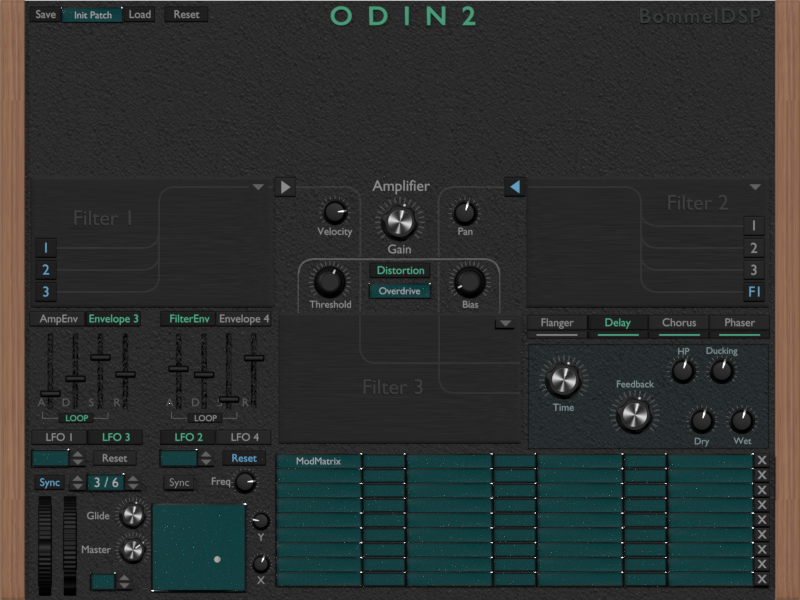 Save Init Patch Load Reset
ODIN 2
BommelDSP
Amplifier
Filter 1
Filter 2
Velocity
Gain
Pan
1
2
3
1
2
3
F1
Distortion
Overdrive
Threshold
Bias
AmpEnv Envelope 3 FilterEnv Envelope 4
Flanger Delay Chorus Phaser
A D S R
A D S R
LOOP
LOOP
Filter 3
HP Ducking
Time
Feedback
Dry Wet
LFO 1 LFO 3 LFO 2 LFO 4
Reset
Reset
Sync 3 / 6 Sync Freq
Glide
Master
Y
X
ModMatrix
X
X
X
X
X
X
X
X
X